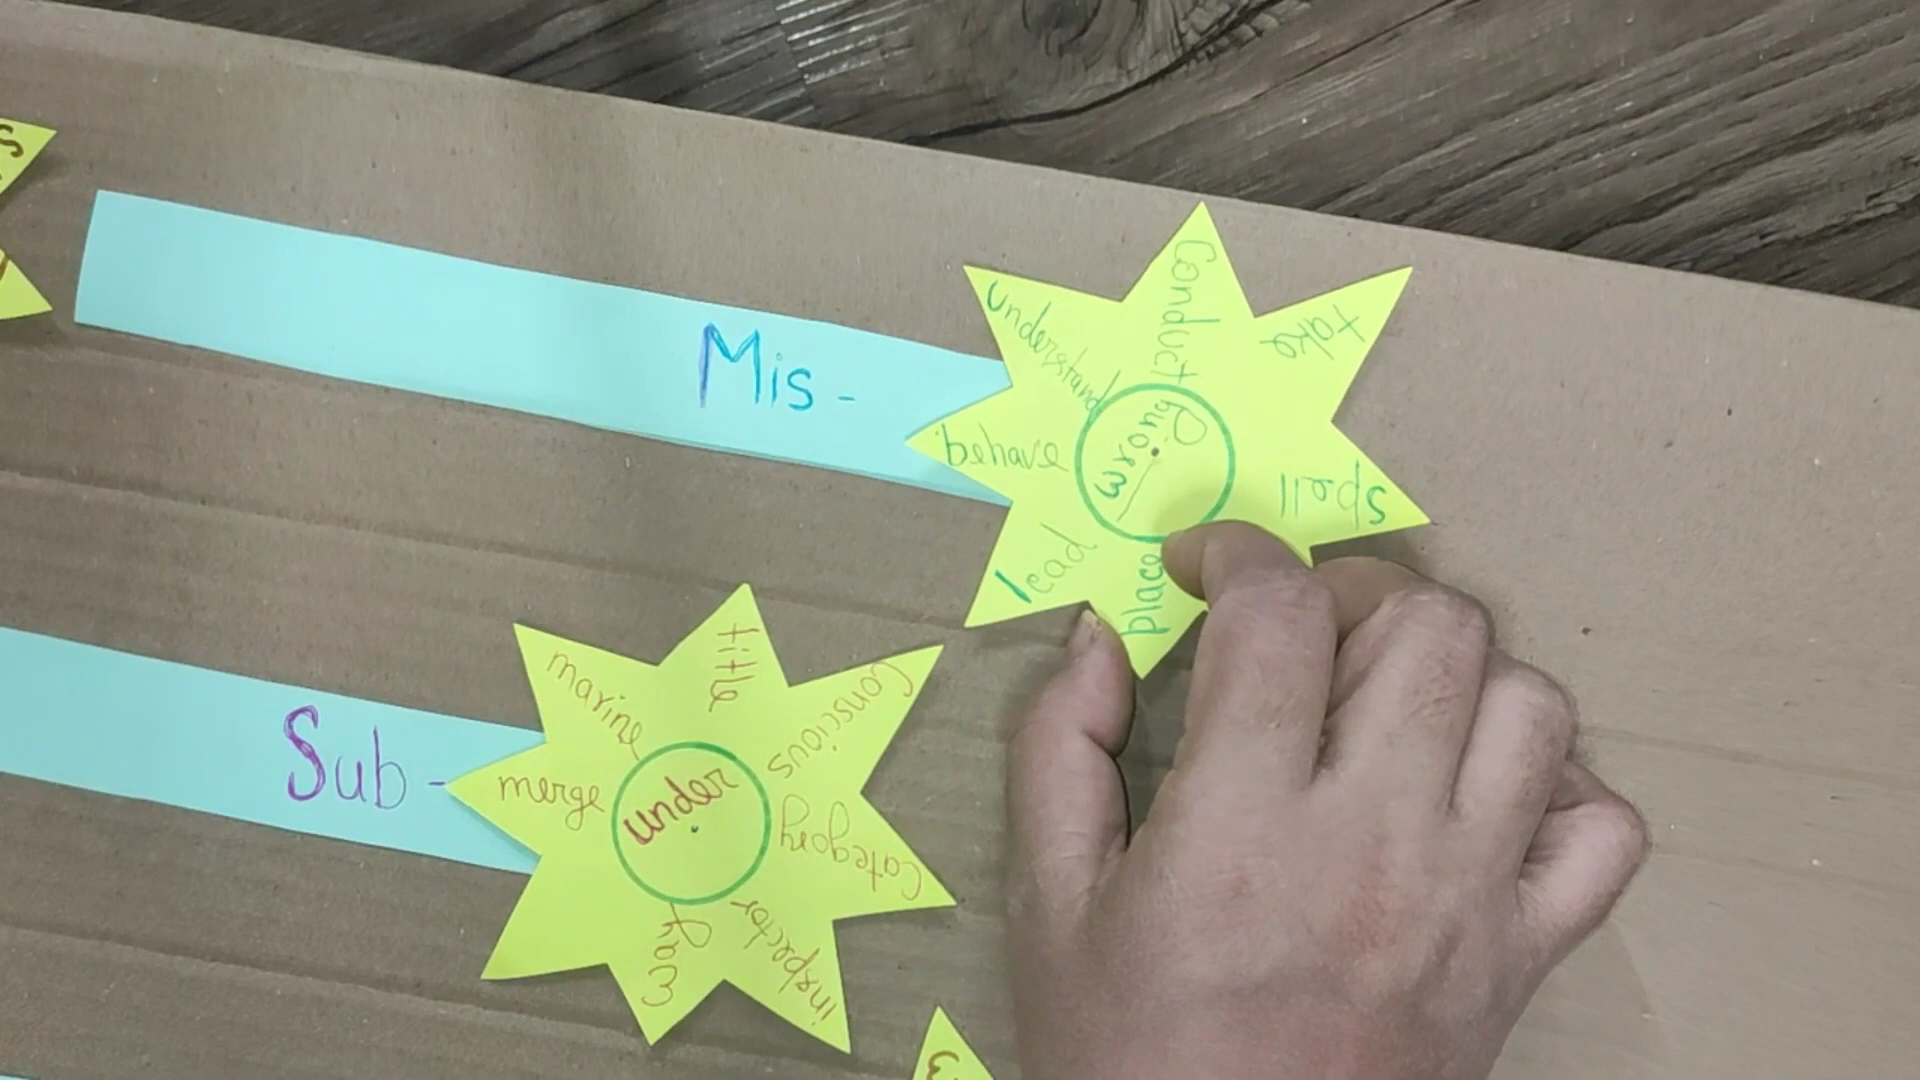 Mis-
wrong
behave
understand
Conduct
take
spell
place
lead
Sub-
under
merge
marine
title
Conscious
Category
inspector
way